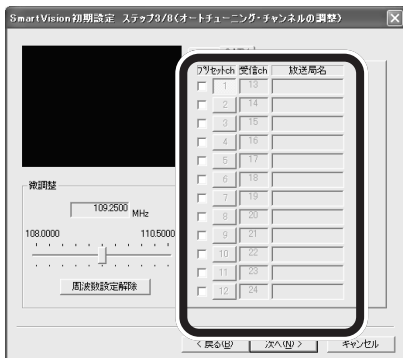 SmartVision初期設定 ステップ3/8(オートチューニング・チャンネルの調整)
プリセットch 受信ch 放送局名
1 13
2 14
3 15
4 16
5 17
6 18
7 19
8 20
9 21
10 22
11 23
12 24
微調整
109.2500 MHz
108.0000 110.5000
周波数設定解除
< 戻る(B) 次へ(N) > キャンセル